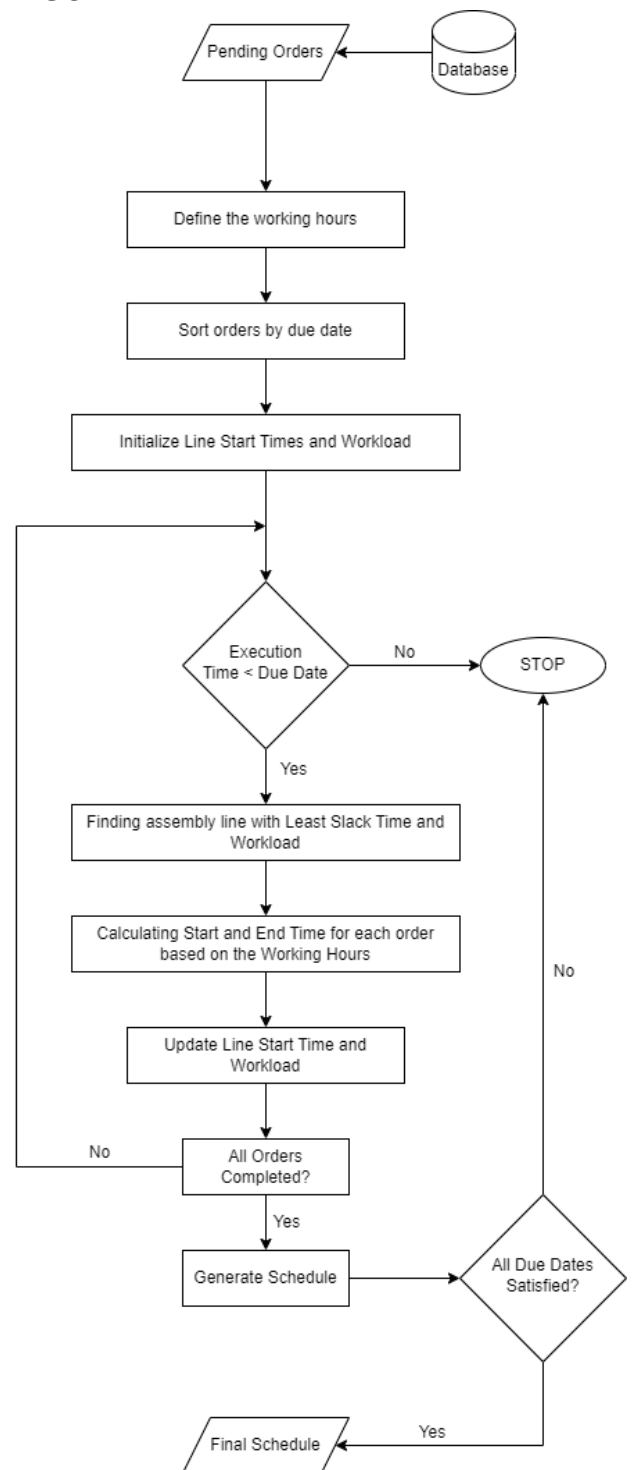 Pending Orders
Database
Define the working hours
Sort orders by due date
Initialize Line Start Times and Workload
Execution
Time < Due Date
No
STOP
Yes
Finding assembly line with Least Slack Time and
Workload
Calculating Start and End Time for each order
based on the Working Hours
No
Update Line Start Time and
Workload
No
All Orders
Completed?
Yes
Generate Schedule
All Due Dates
Satisfied?
Yes
Final Schedule